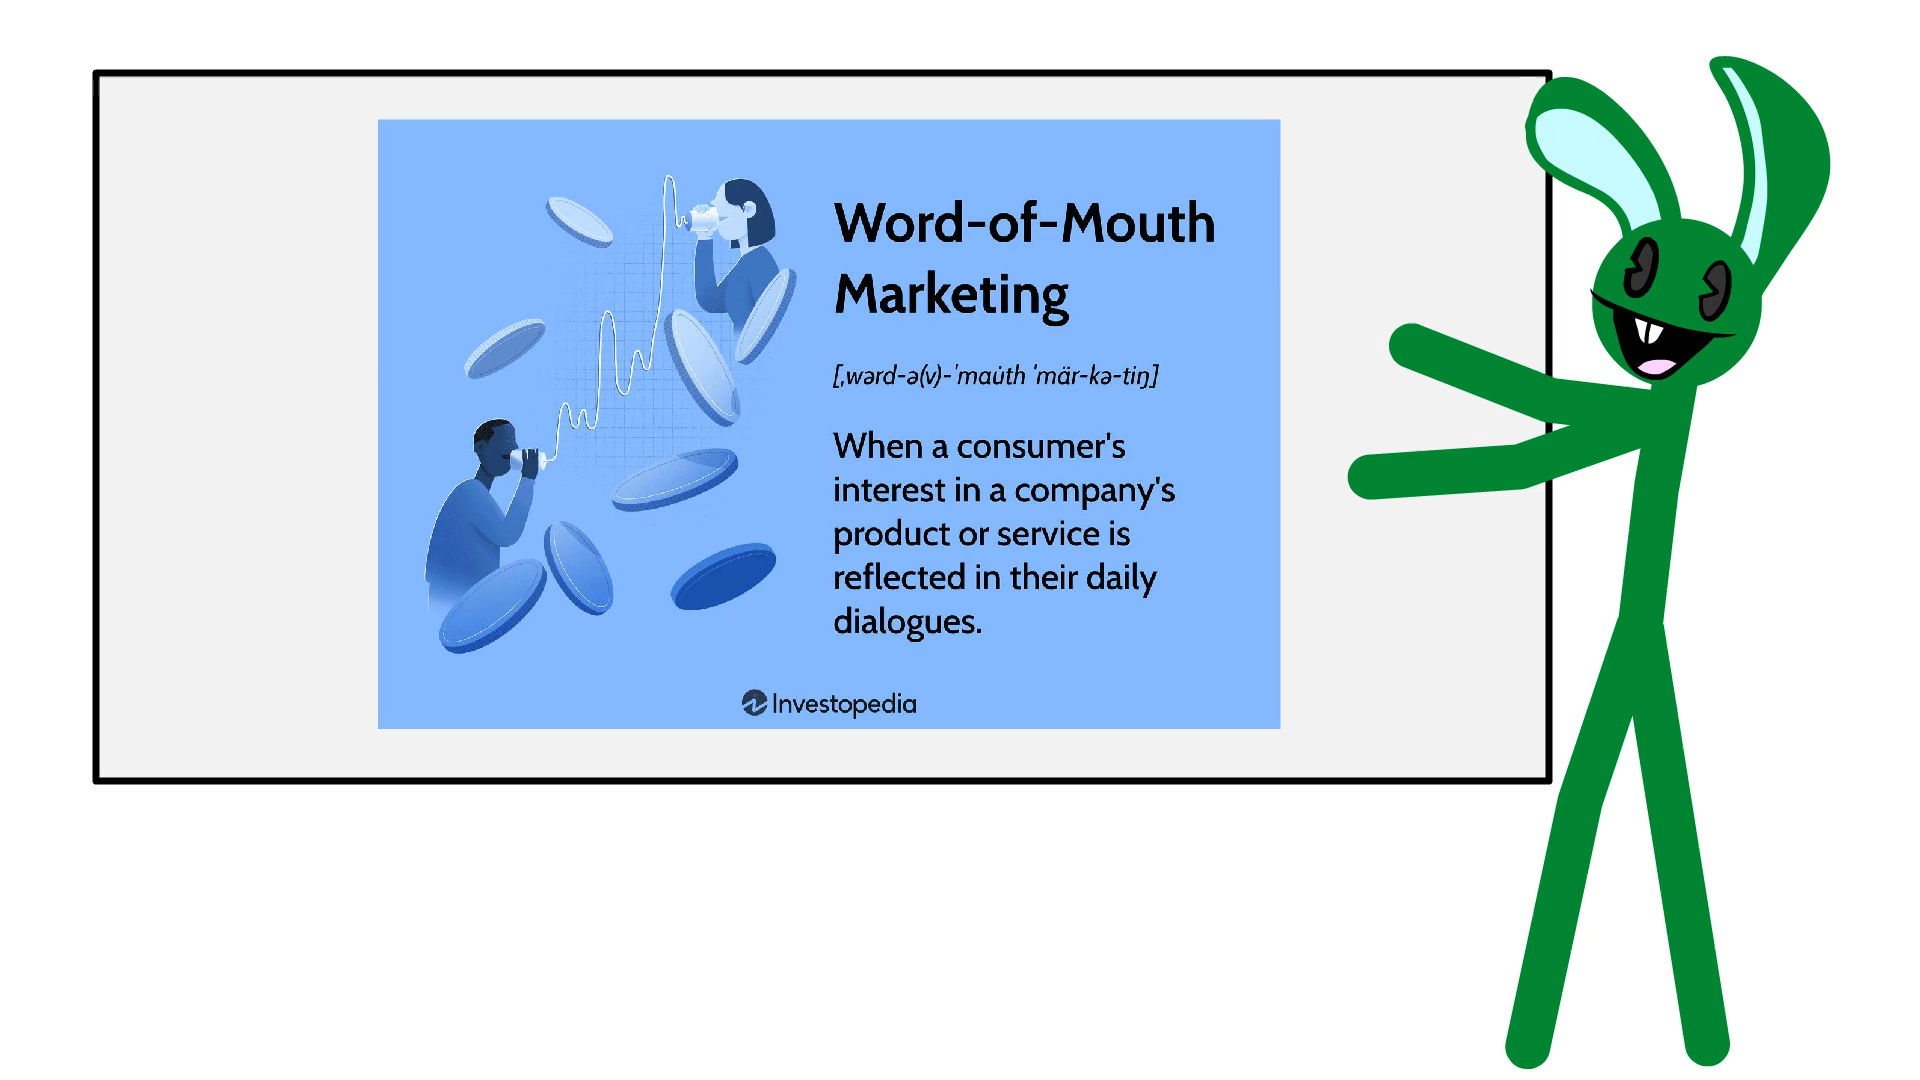 Word-of-Mouth
Marketing
[ˌwərd-ə(v)-ˈmau̇th ˈmär-kə-tiŋ]
When a consumer's
interest in a company's
product or service is
reflected in their daily
dialogues.
Investopedia